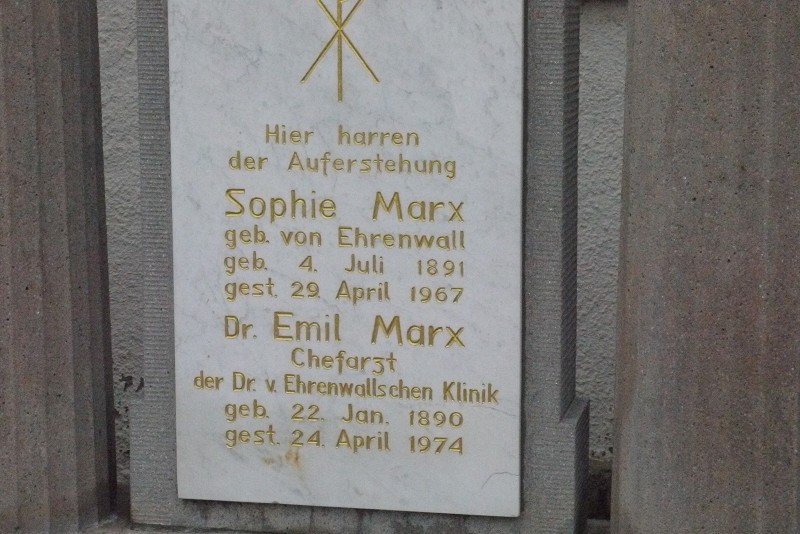 Hier harren
der Auferstehung
Sophie Marx
geb. von Ehrenwall
geb. 4. Juli 1891
gest. 29. April 1967
Dr. Emil Marx
Chefarzt
der Dr. v. Ehrenwallschen Klinik
geb. 22. Jan. 1890
gest. 24. April 1974